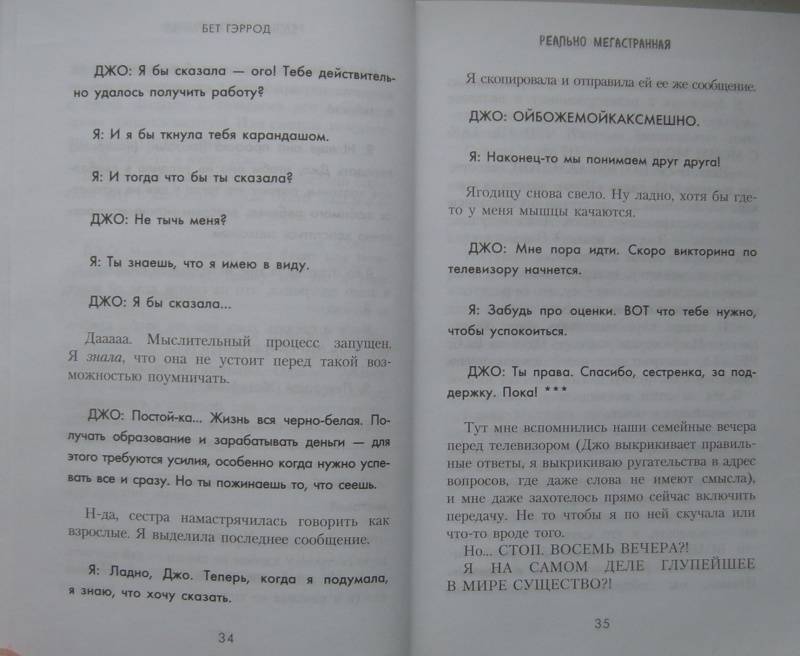 БЕТ ГЭРРОД
ДЖО: Я бы сказала — ого! Тебе действитель-
но удалось получить работу?
Я: И я бы ткнула тебя карандашом.
Я: И тогда что бы ты сказала?
ДЖО: Не тычь меня?
Я: Ты знаешь, что я имею в виду.
ДЖО: Я бы сказала...
Дааааа. Мыслительный процесс запущен.
Я знала, что она не устоит перед такой воз-
можностью поумничать.
ДЖО: Постой-ка... Жизнь вся черно-белая. По-
лучать образование и зарабатывать деньги — для
этого требуются усилия, особенно когда нужно успе-
вать все и сразу. Но ты пожинаешь то, что сеешь.
Н-да, сестра намастрячилась говорить как
взрослые. Я выделила последнее сообщение.
Я: Ладно, Джо. Теперь, когда я подумала,
я знаю, что хочу сказать.
34
РЕАЛЬНО МЕГАСТРАННАЯ
Я скопировала и отправила ей ее же сообщение.
ДЖО: ОЙБОЖЕМОЙКАКСМЕШНО.
Я: Наконец-то мы понимаем друг друга!
Ягодицу снова свело. Ну ладно, хотя бы где-
то у меня мышцы качаются.
ДЖО: Мне пора идти. Скоро викторина по
телевизору начнется.
Я: Забудь про оценки. ВОТ что тебе нужно,
чтобы успокоиться.
ДЖО: Ты права. Спасибо, сестренка, за под-
держку. Пока! ***
Тут мне вспомнились наши семейные вечера
перед телевизором (Джо выкрикивает правиль-
ные ответы, я выкрикиваю ругательства в адрес
вопросов, где даже слова не имеют смысла),
и мне даже захотелось прямо сейчас включить
передачу. Не то чтобы я по ней скучала или
что-то вроде того.
Но... СТОП. ВОСЕМЬ ВЕЧЕРА?!
Я НА САМОМ ДЕЛЕ ГЛУПЕЙШЕЕ
В МИРЕ СУЩЕСТВО?!
35